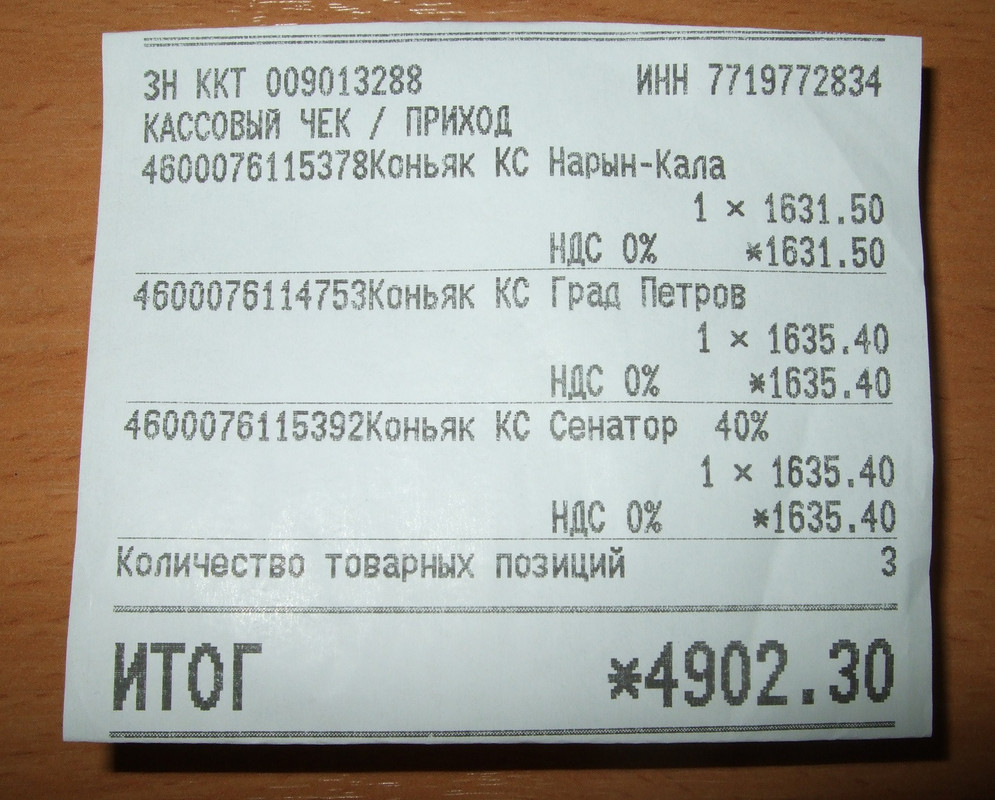 ЗН ККТ 009013288 ИНН 7719772834
КАССОВЫЙ ЧЕК / ПРИХОД
4600076115378Коньяк КС Нарын-Кала
1 × 1631.50
НДС 0% *1631.50
4600076114753Коньяк КС Град Петров
1 × 1635.40
НДС 0% *1635.40
4600076115392Коньяк КС Сенатор 40%
1 × 1635.40
НДС 0% *1635.40
Количество товарных позиций 3
ИТОГ *4902.30